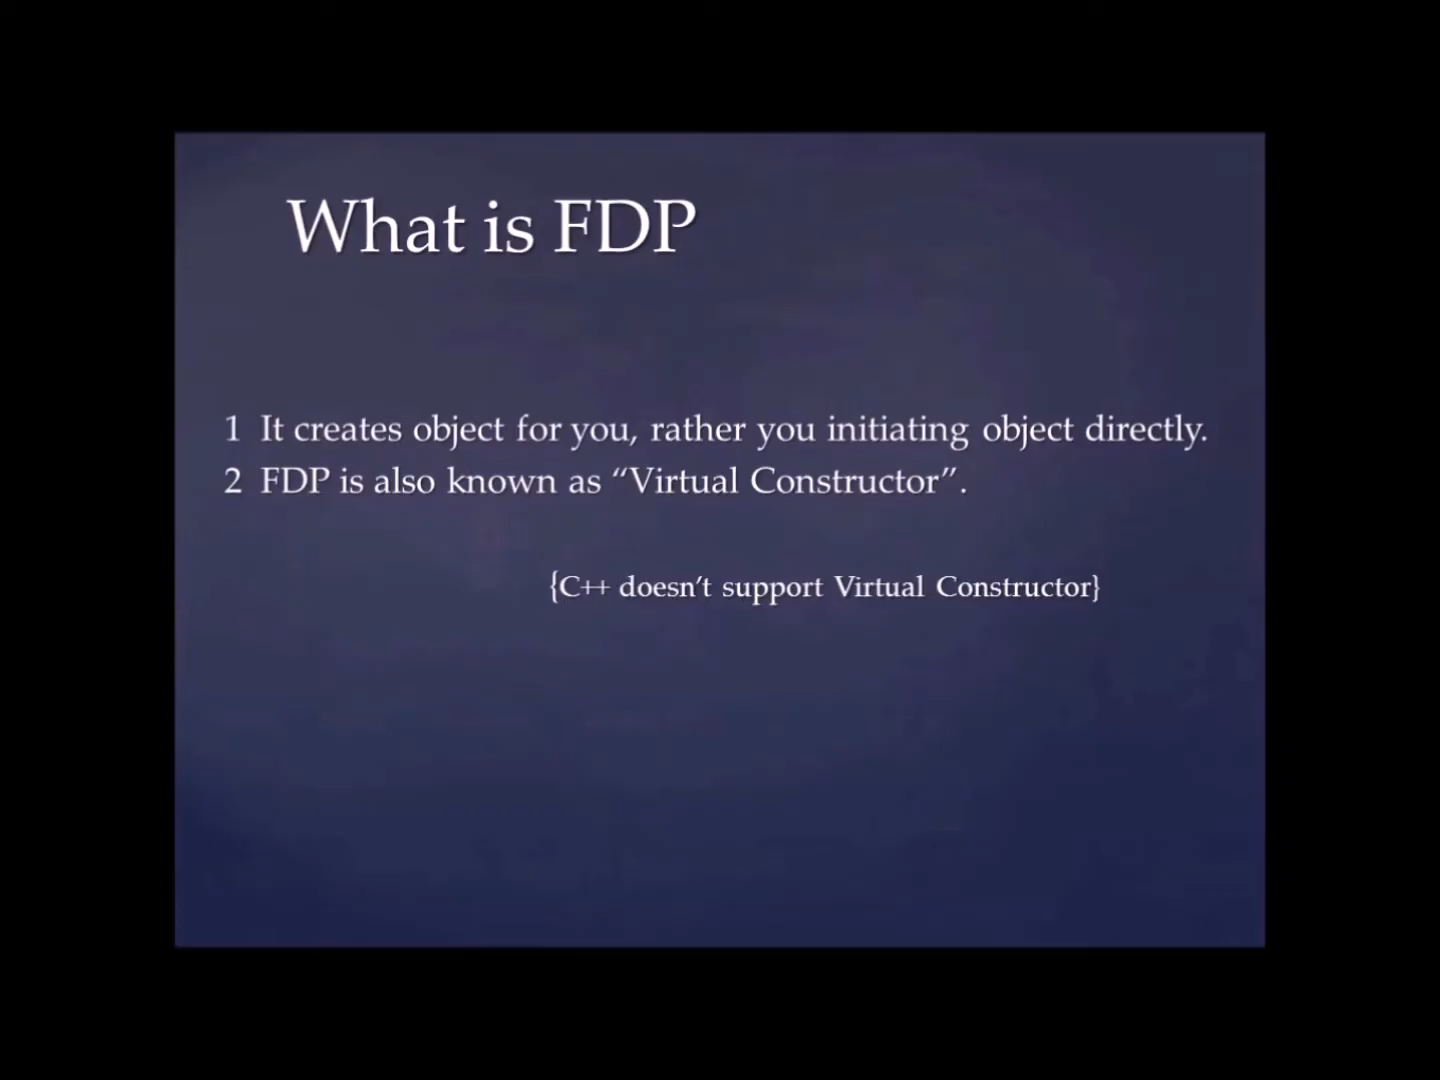 What is FDP
1 It creates object for you, rather you initiating object directly.
2 FDP is also known as “Virtual Constructor”.
{C++ doesn’t support Virtual Constructor}